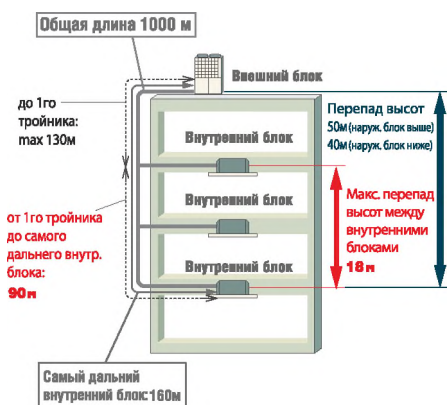 Общая длина 1000 м
Внешний блок
до 1го
тройника:
max 130м
Перепад высот
50м (наруж. блок выше)
40м (наруж. блок ниже)
Внутренний блок
Внутренний блок
Внутренний блок
Макс. перепад
высот между
внутренними
блоками
18м
от 1го тройника
до самого
дальнего внутр.
блока:
90м
Самый дальний
внутренний блок:160м